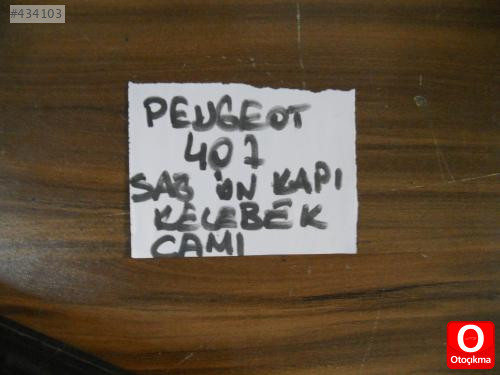 #434103
PEUGEOT
407
SAĞ ÖN KAPI
KELEBEK
CAMI
O
Otoçıkma